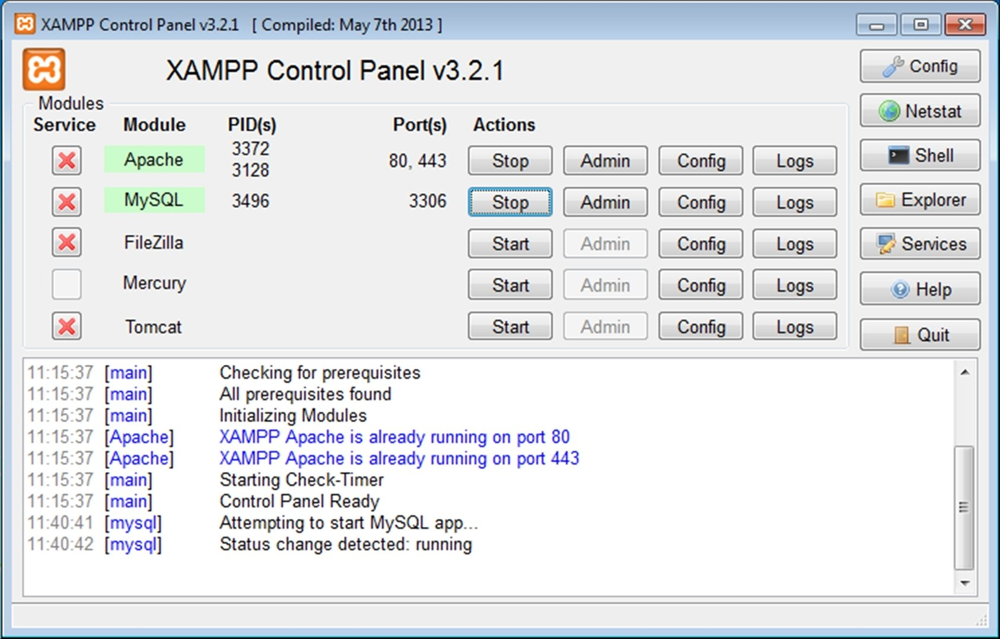 XAMPP Control Panel v3.2.1 [ Compiled: May 7th 2013 ]
XAMPP Control Panel v3.2.1
Config
Modules
Service Module PID(s) Port(s) Actions
Netstat
Apache 3372 3128 80, 443 Stop Admin Config Logs
Shell
MySQL 3496 3306 Stop Admin Config Logs
Explorer
FileZilla Start Admin Config Logs
Services
Mercury Start Admin Config Logs
Help
Tomcat Start Admin Config Logs
Quit
11:15:37 [main] Checking for prerequisites
11:15:37 [main] All prerequisites found
11:15:37 [main] Initializing Modules
11:15:37 [Apache] XAMPP Apache is already running on port 80
11:15:37 [Apache] XAMPP Apache is already running on port 443
11:15:37 [main] Starting Check-Timer
11:15:37 [main] Control Panel Ready
11:40:41 [mysql] Attempting to start MySQL app...
11:40:42 [mysql] Status change detected: running